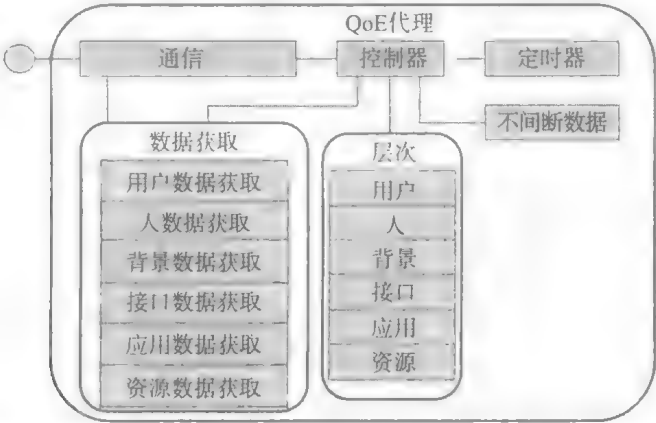 QoE代理
通信
控制器
定时器
不间断数据
数据获取
用户数据获取
人数据获取
背景数据获取
接口数据获取
应用数据获取
资源数据获取
层次
用户
人
背景
接口
应用
资源